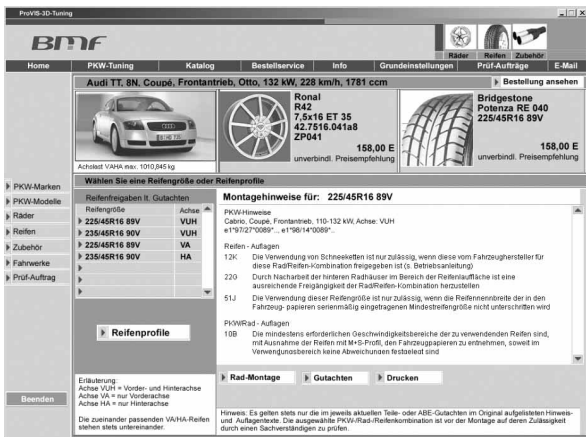 ProVIS-3D-Tuning
BMF
Räder Reifen Zubehör
Home PKW-Tuning Katalog Bestellservice Info Grundeinstellungen Prüf-Aufträge E-Mail
Audi TT, 8N, Coupé, Frontantrieb, Otto, 132 kW, 228 km/h, 1781 ccm
Bestellung ansehen
Achslast VA/HA max. 1010,845 kg
Ronal
R42
7,5x16 ET 35
42.7516.041a8
ZP041
158,00 E
unverbindl. Preisempfehlung
Bridgestone
Potenza RE 040
225/45R16 89V
158,00 E
unverbindl. Preisempfehlung
Wählen Sie eine Reifengröße oder Reifenprofile
PKW-Marken
PKW-Modelle
Räder
Reifen
Zubehör
Fahrwerke
Prüf-Auftrag
Beenden
Reifenfreigaben lt. Gutachten
Reifengröße Achse
225/45R16 89V VUH
235/45R16 90V VUH
225/45R16 89V VA
235/45R16 90V HA
Reifenprofile
Erläuterung:
Achse VUH = Vorder- und Hinterachse
Achse VA = nur Vorderachse
Achse HA = nur Hinterachse
Die zueinander passenden VA/HA-Reifen
stehen stets untereinander.
Montagehinweise für: 225/45R16 89V
PKW-Hinweise
Cabrio, Coupé, Frontantrieb, 110-132 kW, Achse: VUH
e1*97/27*0089*.., e1*98/14*0089*..
Reifen - Auflagen
12K Die Verwendung von Schneeketten ist nur zulässig, wenn diese vom Fahrzeughersteller für
diese Rad/Reifen-Kombination freigegeben ist (s. Betriebsanleitung)
22G Durch Nacharbeit der hinteren Radhäuser im Bereich der Reifenlauffläche ist eine
ausreichende Freigängigkeit der Rad/Reifen-Kombination herzustellen
51J Die Verwendung dieser Reifengröße ist nur zulässig, wenn die Reifennennbreite der in den
Fahrzeug- papieren serienmäßig eingetragenen Mindestreifengröße nicht unterschritten wird
PKW/Rad - Auflagen
10B Die mindestens erforderlichen Geschwindigkeitsbereiche der zu verwendenden Reifen sind,
mit Ausnahme der Reifen mit M+S-Profil, den Fahrzeugpapieren zu entnehmen, soweit im
Verwendungsbereich keine Abweichungen festgelegt sind
Rad-Montage Gutachten Drucken
Hinweis: Es gelten stets nur die im jeweils aktuellen Teile- oder ABE-Gutachten im Original aufgelisteten Hinweis-
und Auflagentexte. Die ausgewählte PKW-/Rad-/Reifenkombination ist vor der Montage auf deren Zulässigkeit
durch einen Sachverständigen zu prüfen.